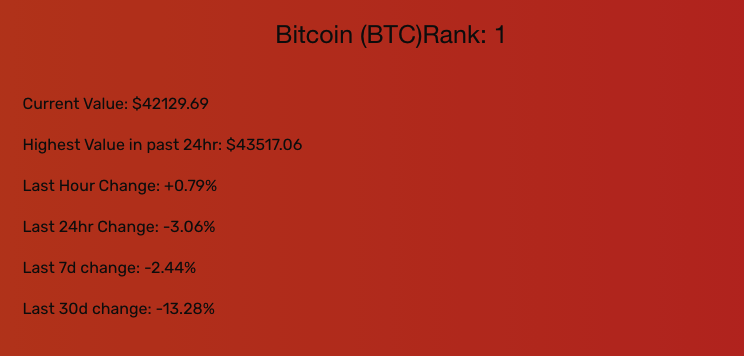 Bitcoin (BTC)Rank: 1
Current Value: $42129.69
Highest Value in past 24hr: $43517.06
Last Hour Change: +0.79%
Last 24hr Change: -3.06%
Last 7d change: -2.44%
Last 30d change: -13.28%